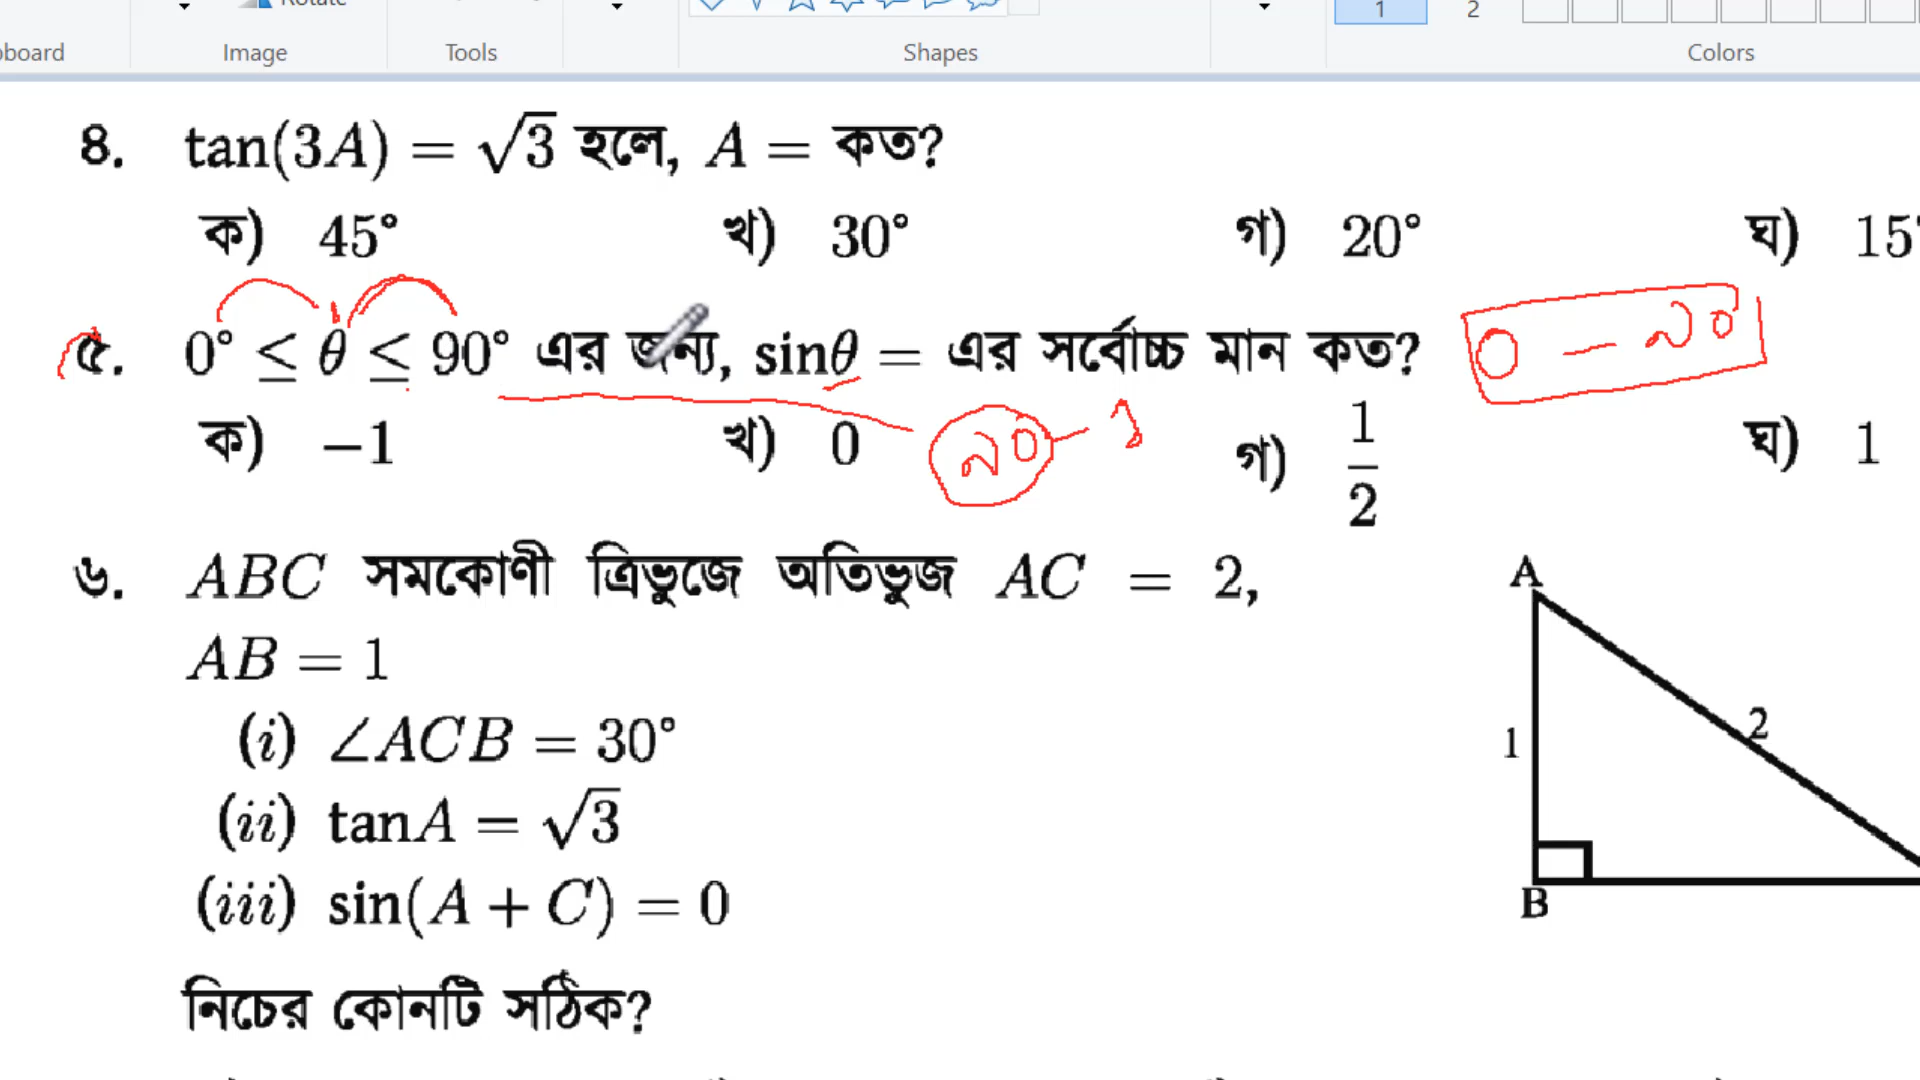 Image
Tools
Shapes
1
2
Colors
৪. tan(3A) = √3 হলে, A = কত?
ক) 45° খ) 30° গ) 20° ঘ) 15°
৫. 0° ≤ θ ≤ 90° এর জন্য, sinθ = এর সর্বোচ্চ মান কত? 0 – ৯০
ক) −1 খ) 0 ৯০ – ১ গ) 1/2 ঘ) 1
৬. ABC সমকোণী ত্রিভুজে অতিভুজ AC = 2,
AB = 1
(i) ∠ACB = 30°
(ii) tanA = √3
(iii) sin(A + C) = 0
নিচের কোনটি সঠিক?
A
1
2
B